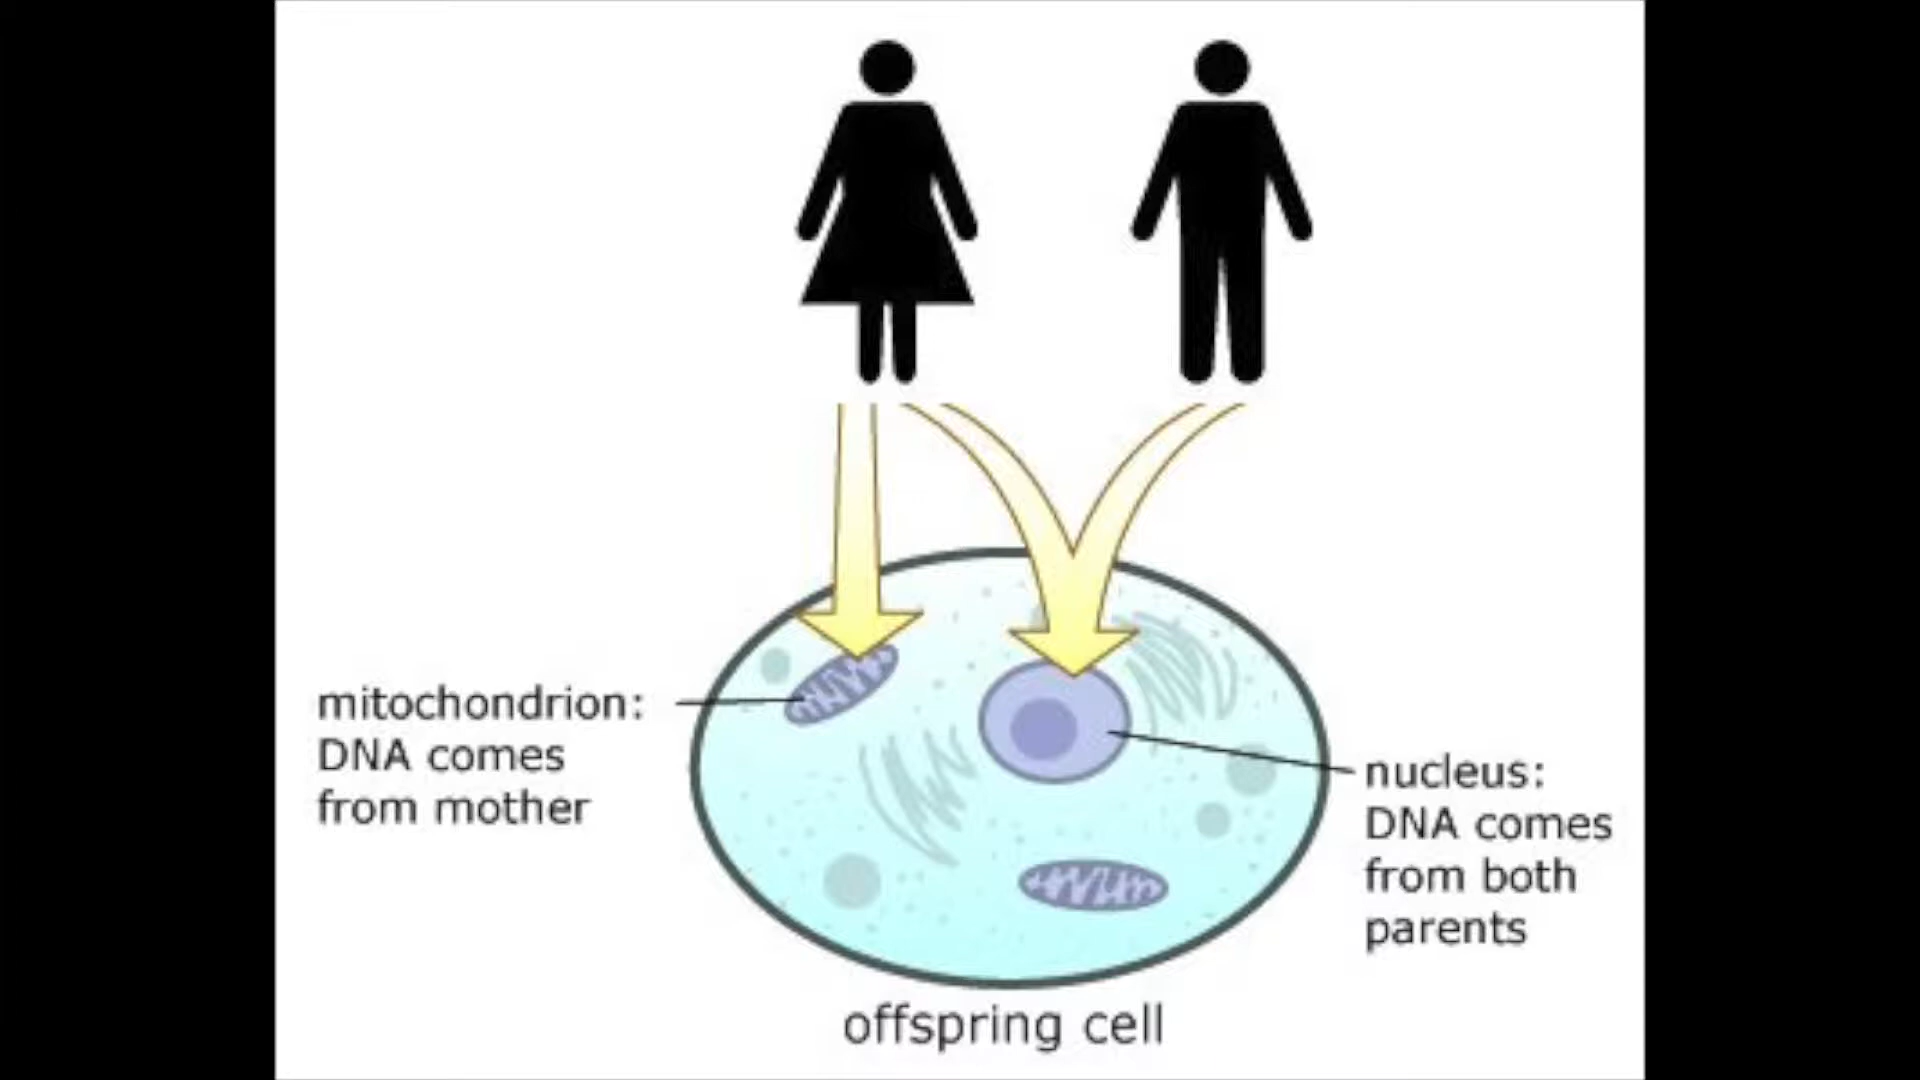 mitochondrion:
DNA comes
from mother
nucleus:
DNA comes
from both
parents
offspring cell